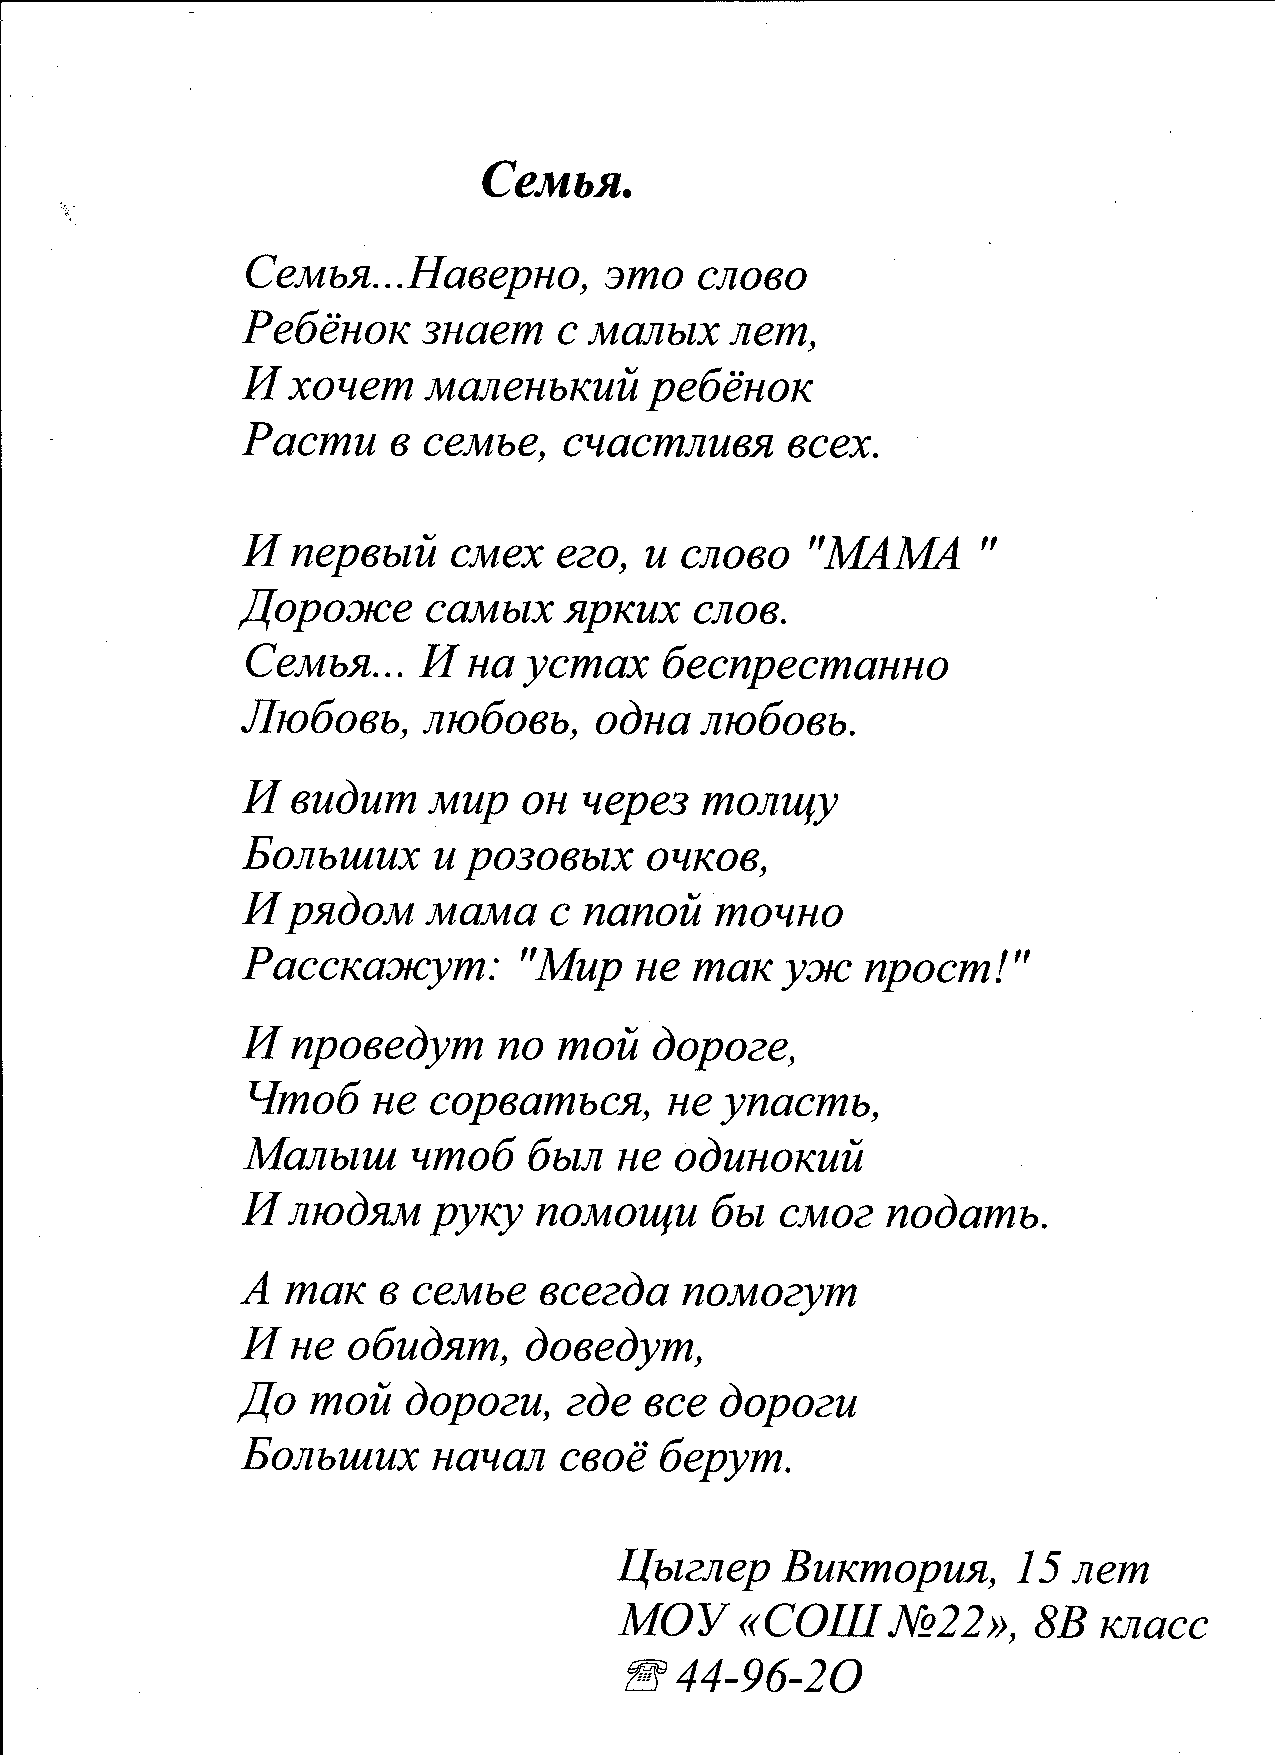 Семья.
Семья...Наверно, это слово
Ребёнок знает с малых лет,
И хочет маленький ребёнок
Расти в семье, счастливя всех.
И первый смех его, и слово "МАМА "
Дороже самых ярких слов.
Семья... И на устах беспрестанно
Любовь, любовь, одна любовь.
И видит мир он через толщу
Больших и розовых очков,
И рядом мама с папой точно
Расскажут: "Мир не так уж прост!"
И проведут по той дороге,
Чтоб не сорваться, не упасть,
Малыш чтоб был не одинокий
И людям руку помощи бы смог подать.
А так в семье всегда помогут
И не обидят, доведут,
До той дороги, где все дороги
Больших начал своё берут.
Цыглер Виктория, 15 лет
МОУ «СОШ №22», 8В класс
☏ 44-96-2О